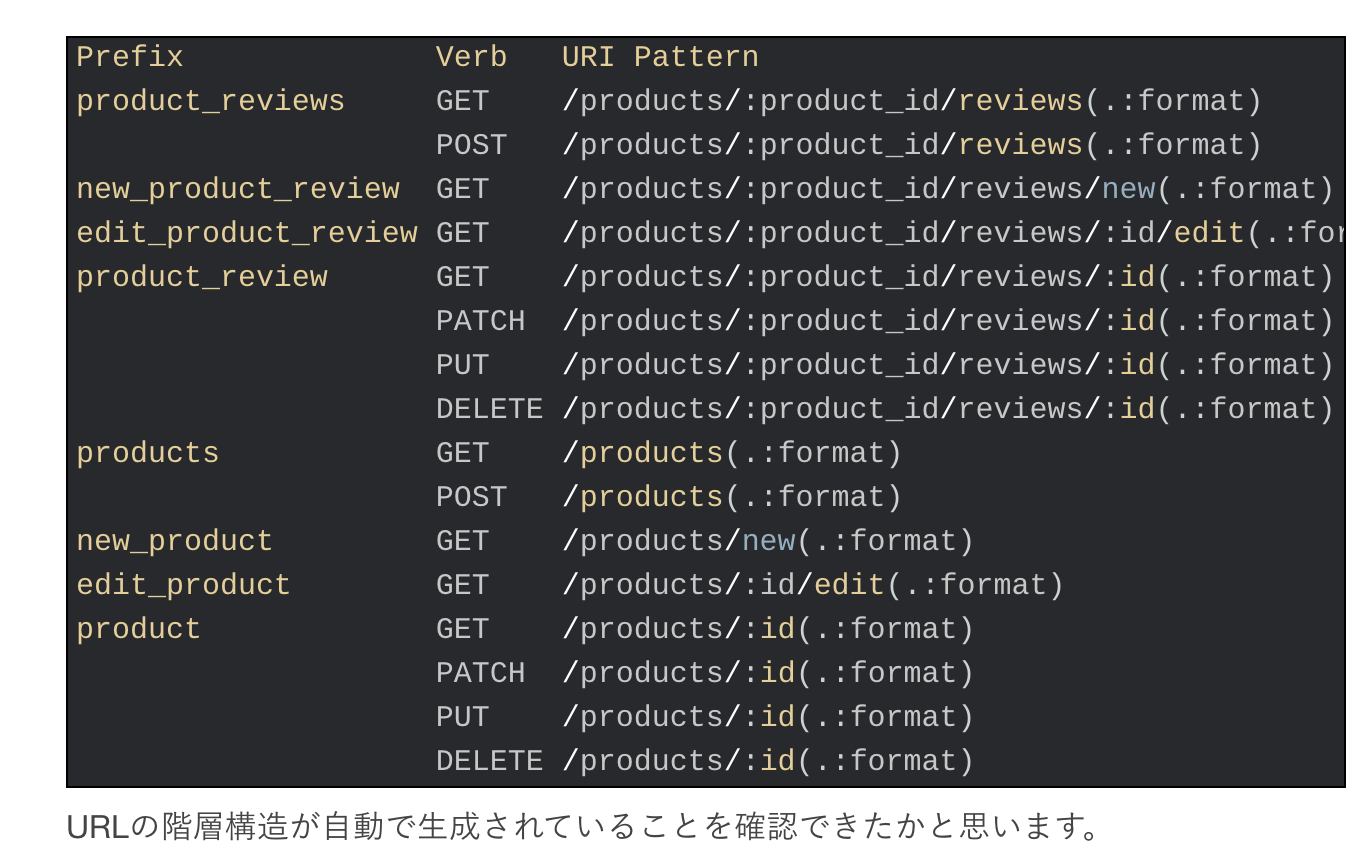 Prefix Verb URI Pattern
product_reviews GET /products/:product_id/reviews(.:format)
POST /products/:product_id/reviews(.:format)
new_product_review GET /products/:product_id/reviews/new(.:format)
edit_product_review GET /products/:product_id/reviews/:id/edit(.:for
product_review GET /products/:product_id/reviews/:id(.:format)
PATCH /products/:product_id/reviews/:id(.:format)
PUT /products/:product_id/reviews/:id(.:format)
DELETE /products/:product_id/reviews/:id(.:format)
products GET /products(.:format)
POST /products(.:format)
new_product GET /products/new(.:format)
edit_product GET /products/:id/edit(.:format)
product GET /products/:id(.:format)
PATCH /products/:id(.:format)
PUT /products/:id(.:format)
DELETE /products/:id(.:format)
URLの階層構造が自動で生成されていることを確認できたかと思います。